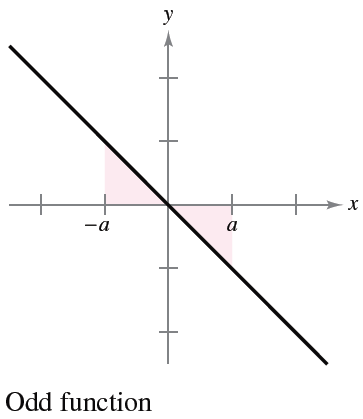 y
x
−a
a
Odd function